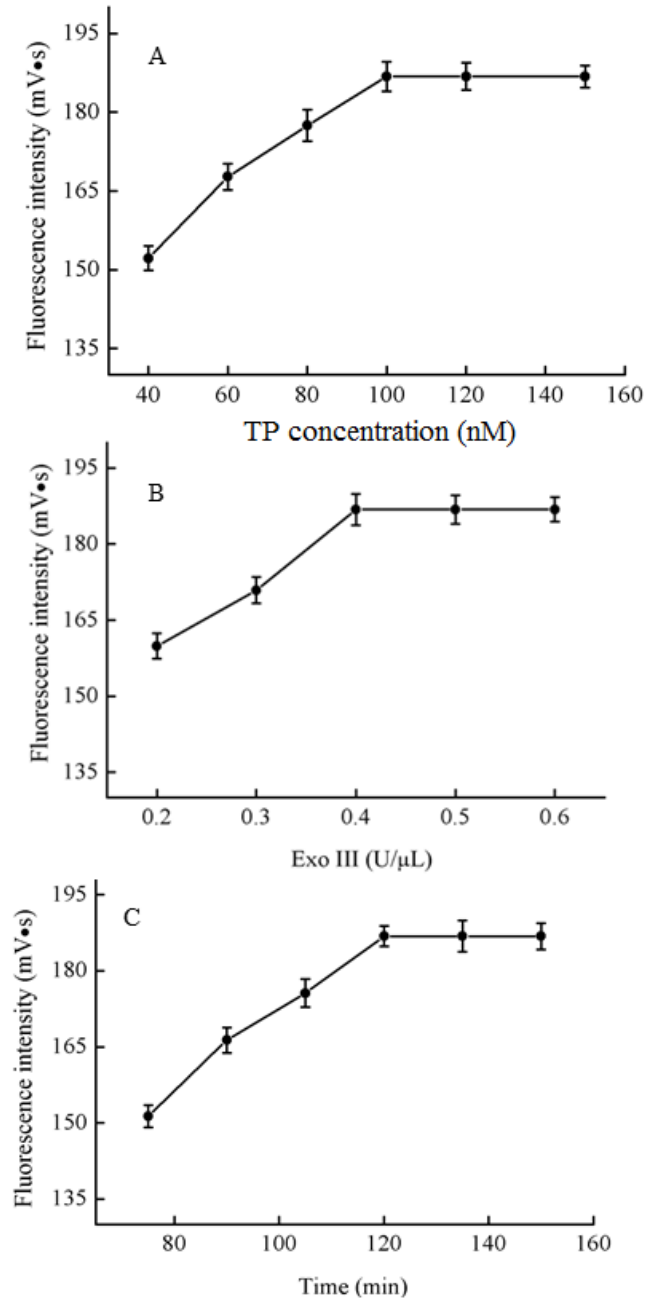 A
Fluorescence intensity (mV•s)
195
180
165
150
135
40 60 80 100 120 140 160
TP concentration (nM)
B
Fluorescence intensity (mV•s)
195
180
165
150
135
0.2 0.3 0.4 0.5 0.6
Exo III (U/μL)
C
Fluorescence intensity (mV•s)
195
180
165
150
135
80 100 120 140 160
Time (min)